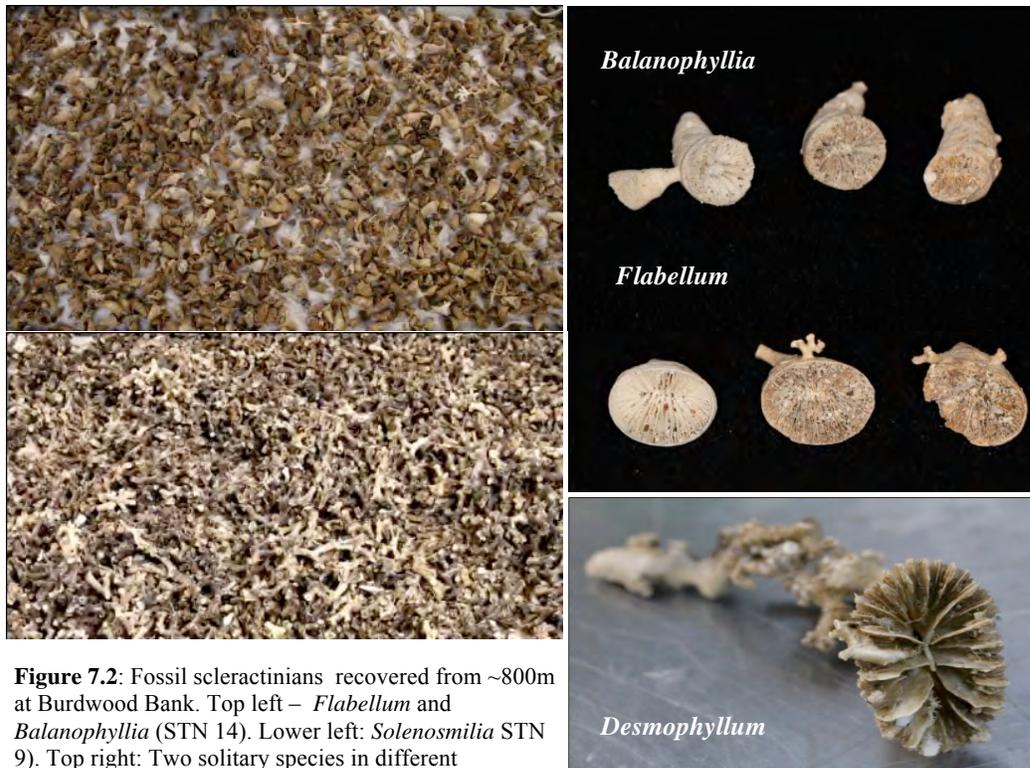 Balanophyllia
Flabellum
Desmophyllum
Figure 7.2: Fossil scleractinians recovered from ~800m
at Burdwood Bank. Top left – Flabellum and
Balanophyllia (STN 14). Lower left: Solenosmilia STN
9). Top right: Two solitary species in different